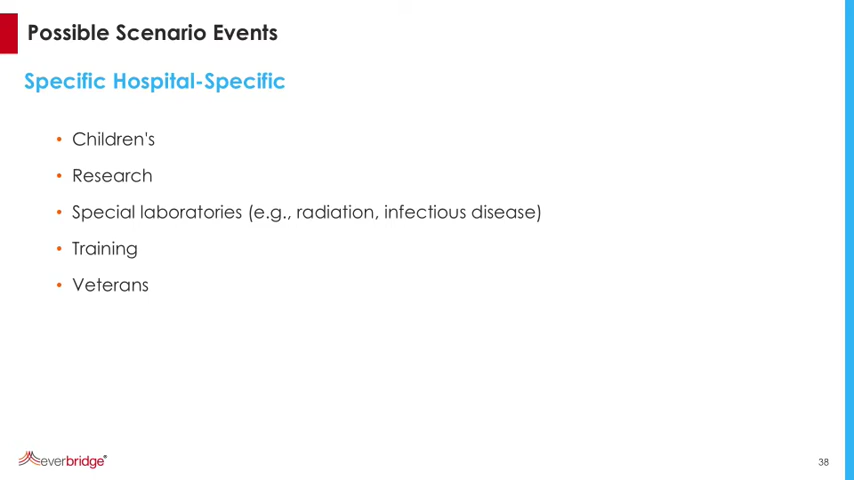 Possible Scenario Events
Specific Hospital-Specific
• Children's
• Research
• Special laboratories (e.g., radiation, infectious disease)
• Training
• Veterans
everbridge®
38